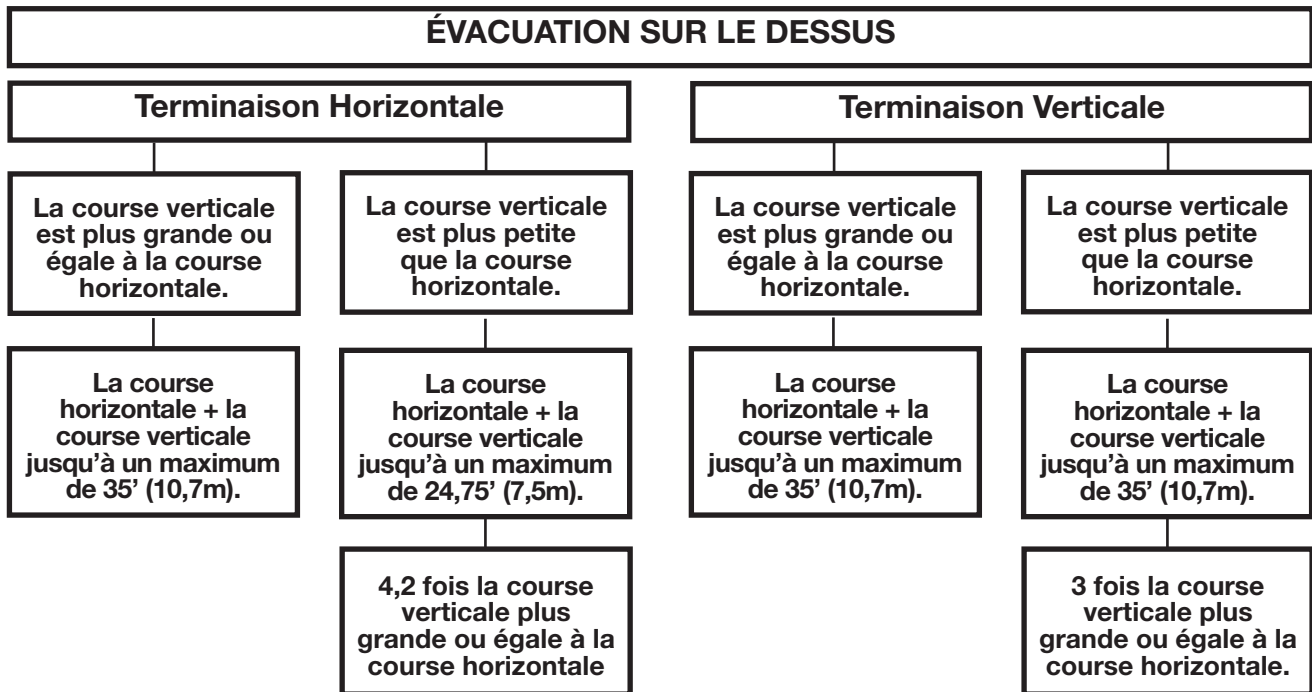 ÉVACUATION SUR LE DESSUS
Terminaison Horizontale
La course verticale
est plus grande ou
égale à la course
horizontale.
La course
horizontale + la
course verticale
jusqu'à un maximum
de 35' (10,7m).
La course verticale
est plus petite
que la course
horizontale.
La course
horizontale + la
course verticale
jusqu'à un maximum
de 24,75' (7,5m).
4,2 fois la course
verticale plus
grande ou égale à la
course horizontale
Terminaison Verticale
La course verticale
est plus grande ou
égale à la course
horizontale.
La course
horizontale + la
course verticale
jusqu'à un maximum
de 35' (10,7m).
La course verticale
est plus petite
que la course
horizontale.
La course
horizontale + la
course verticale
jusqu'à un maximum
de 35' (10,7m).
3 fois la course
verticale plus
grande ou égale à la
course horizontale.